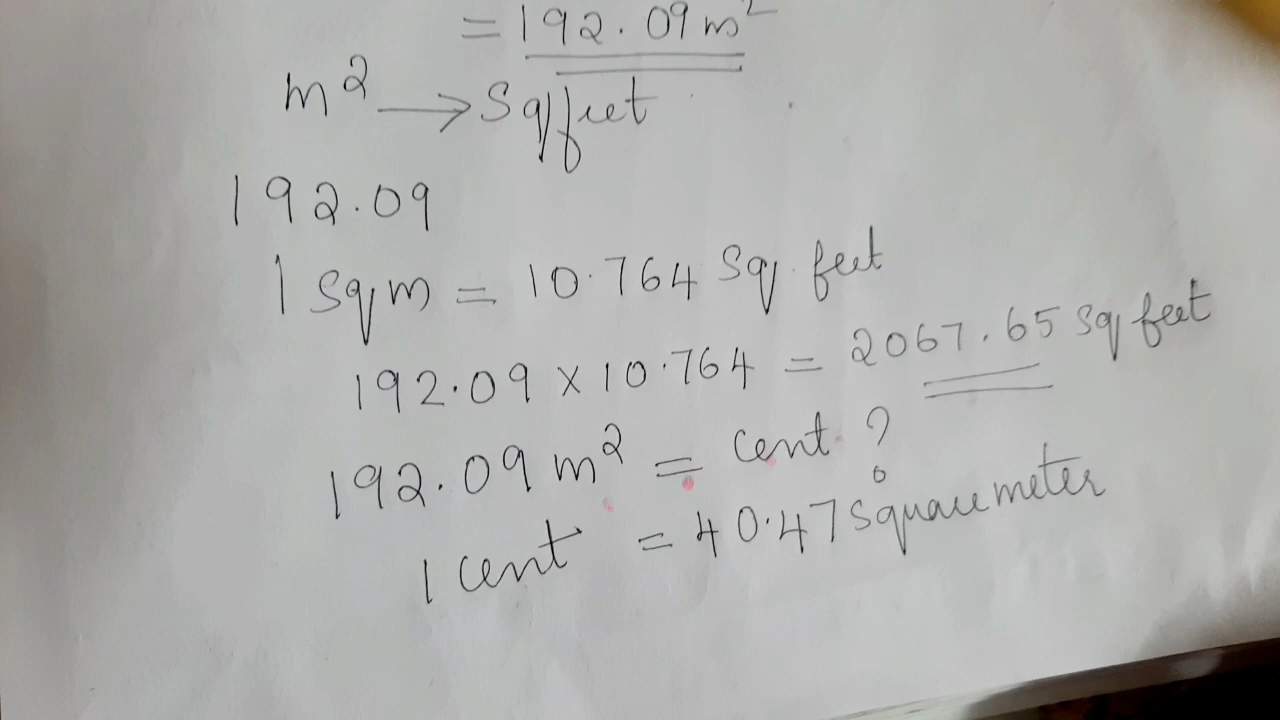 = 192.09 m²
m² → Sq feet
192.09
1 Sq m = 10.764 Sq. feet
192.09 x 10.764 = 2067.65 Sq feet
192.09 m² = cent ?
1 cent = 40.47 Square meter